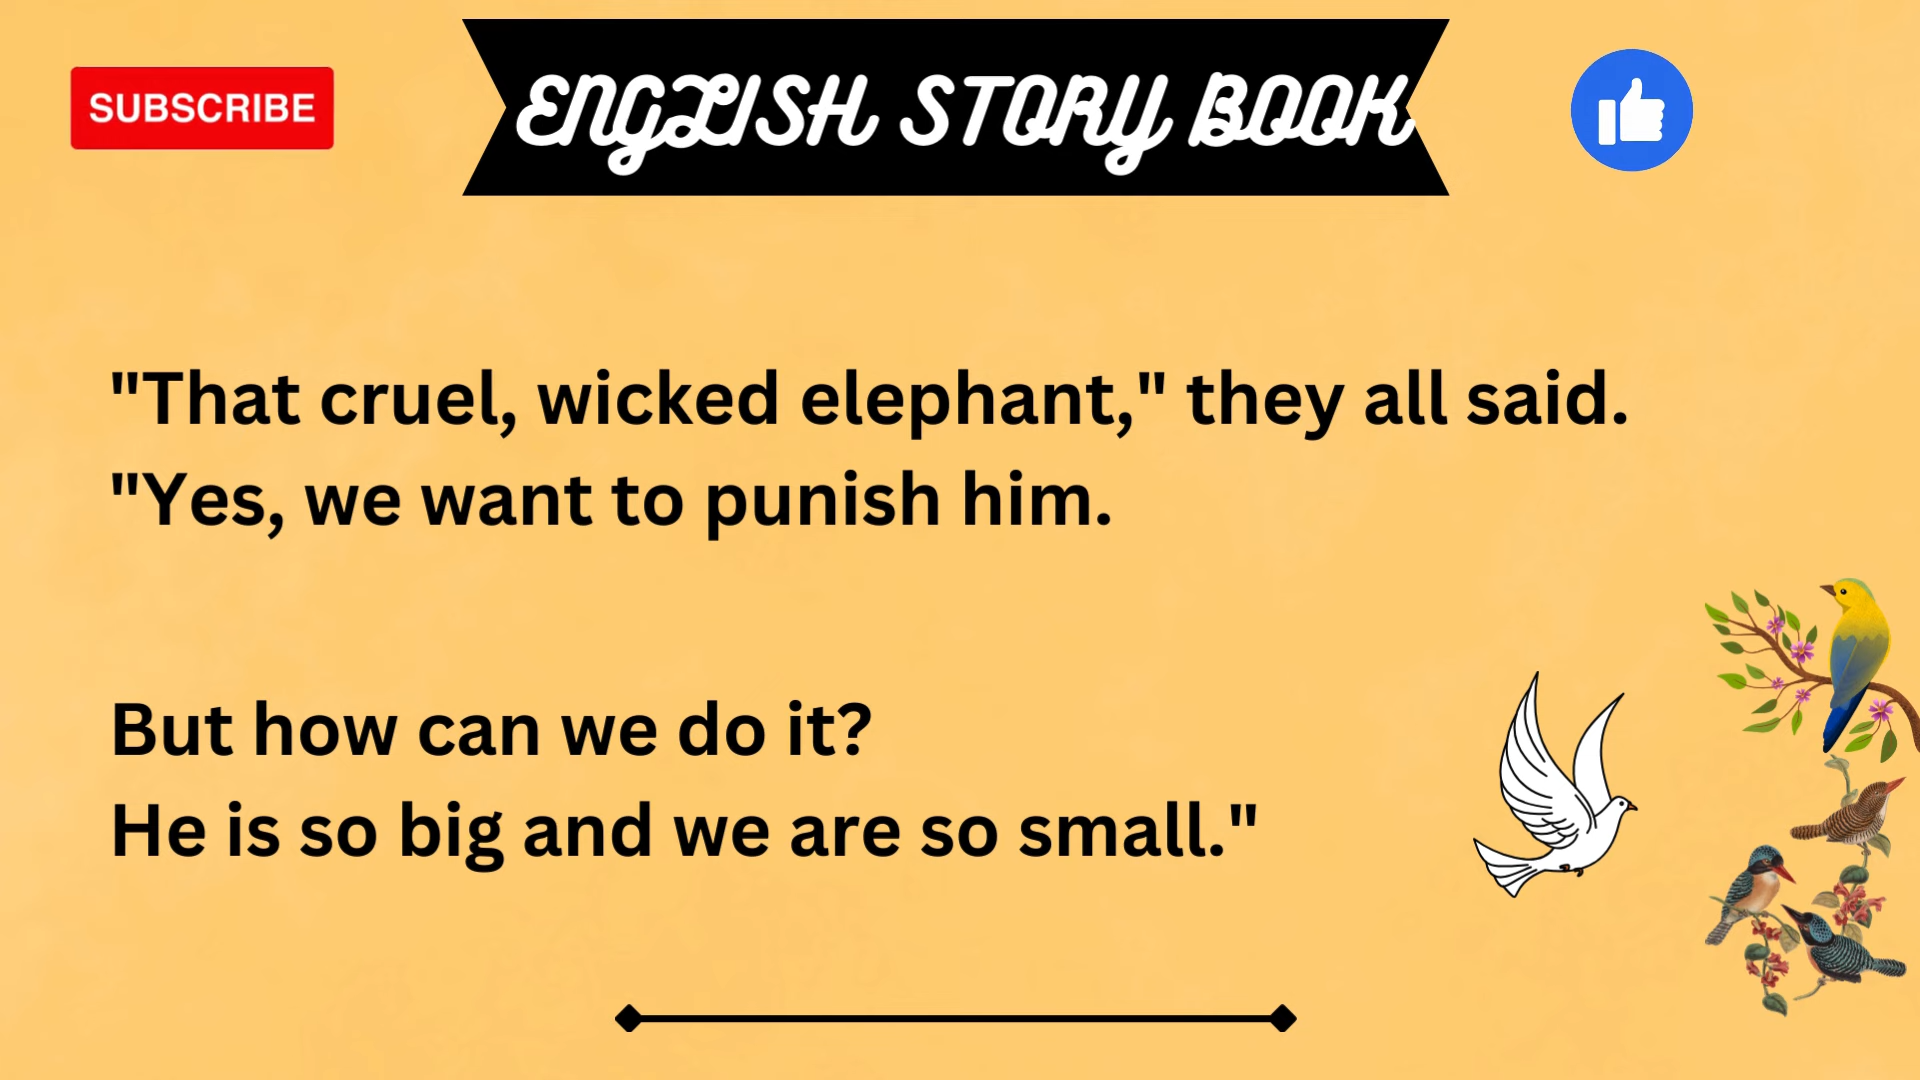 SUBSCRIBE
ENGLISH STORY BOOK
"That cruel, wicked elephant," they all said.
"Yes, we want to punish him.
But how can we do it?
He is so big and we are so small."